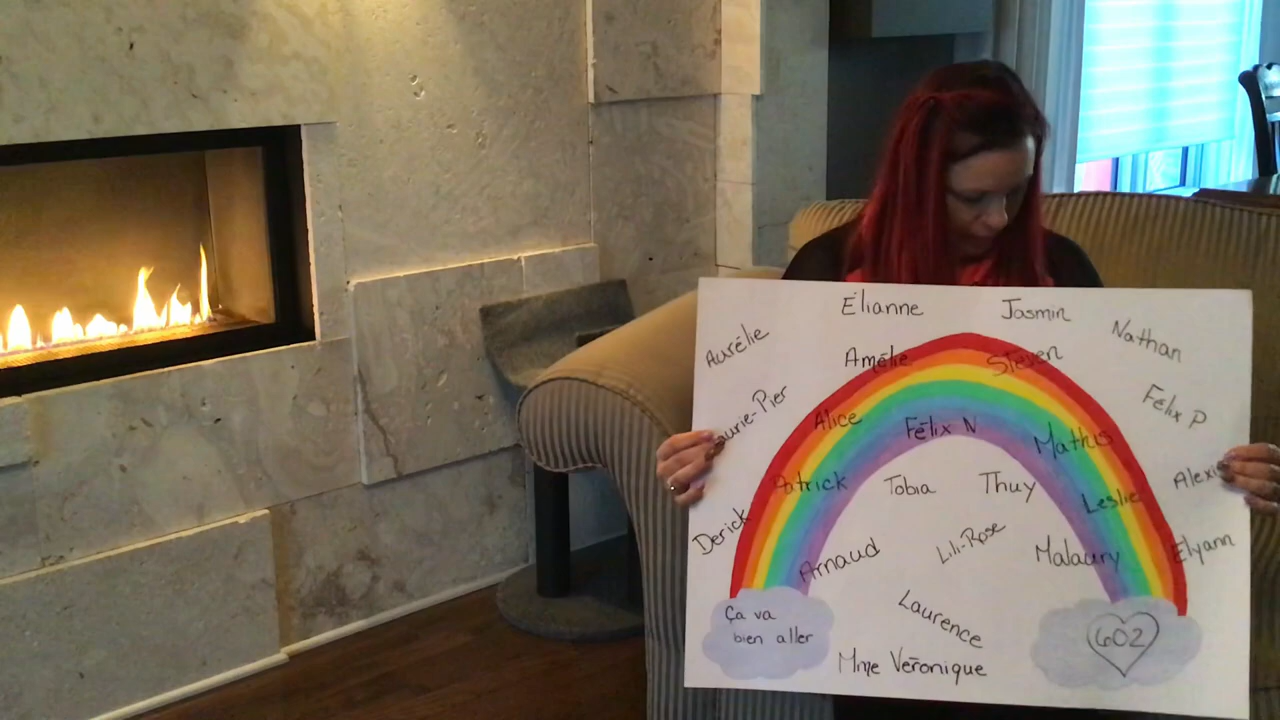 Élianne
Jasmin
Nathan
Aurélie
Amélie
Steven
Félix P
Alice
Félix N
Mathis
Patrick
Tobia
Thuy
Leslie
Derick
Arnaud
Lili-Rose
Malaury
Elyann
Ça va
bien aller
Laurence
602
Mme Véronique